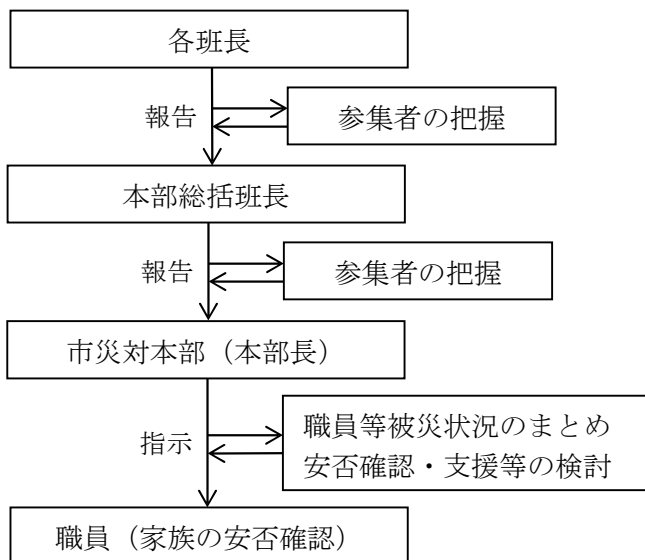 各班長
報告
参集者の把握
本部総括班長
報告
参集者の把握
市災対本部（本部長）
指示
職員等被災状況のまとめ
安否確認・支援等の検討
職員（家族の安否確認）